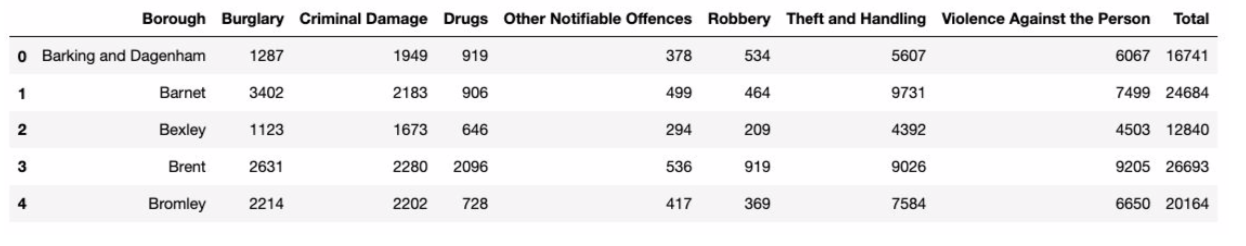 Borough Burglary Criminal Damage Drugs Other Notifiable Offences Robbery Theft and Handling Violence Against the Person Total
0 Barking and Dagenham 1287 1949 919 378 534 5607 6067 16741
1 Barnet 3402 2183 906 499 464 9731 7499 24684
2 Bexley 1123 1673 646 294 209 4392 4503 12840
3 Brent 2631 2280 2096 536 919 9026 9205 26693
4 Bromley 2214 2202 728 417 369 7584 6650 20164